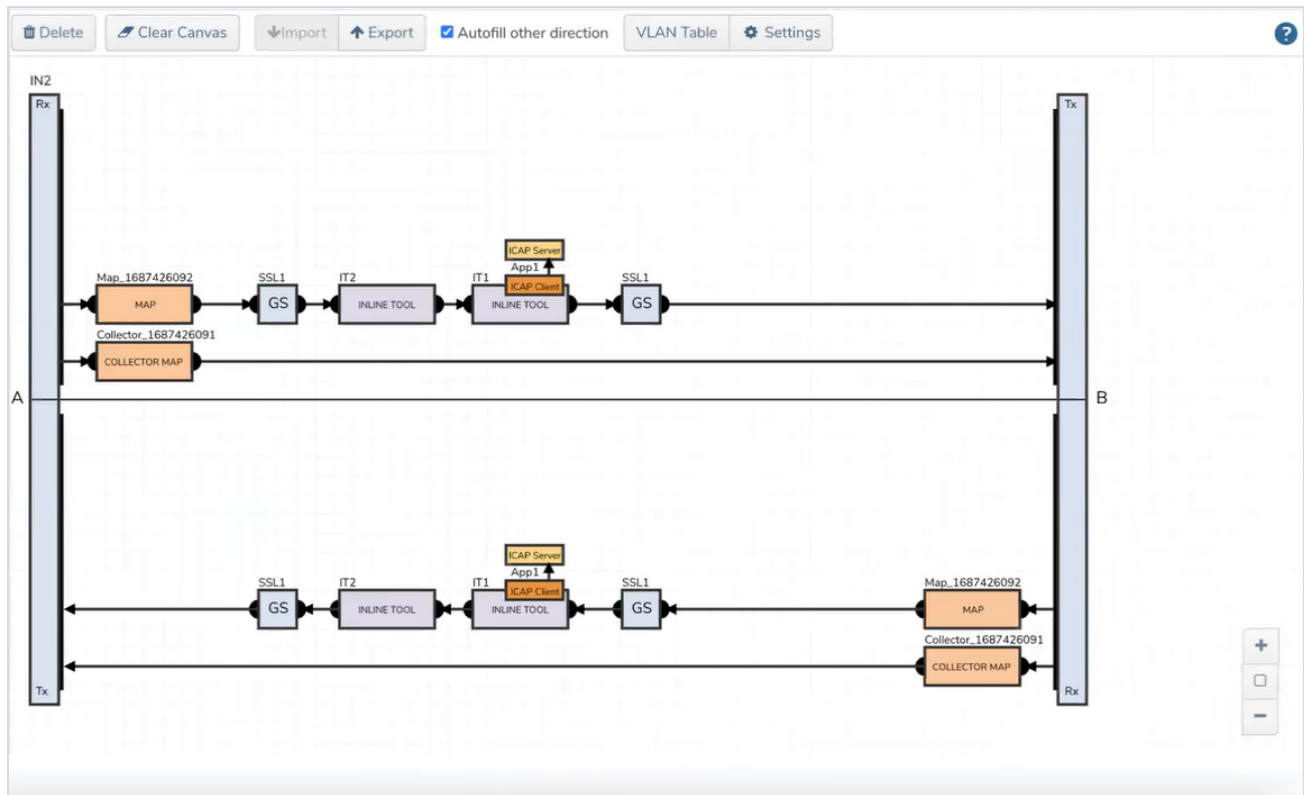 Delete Clear Canvas Import Export Autofill other direction VLAN Table Settings ?
IN2
Rx Tx
ICAP Server
App1
Map_1687426092 SSL1 IT2 IT1 ICAP Client SSL1
MAP GS INLINE TOOL INLINE TOOL GS
Collector_1687426091
COLLECTOR MAP
A B
ICAP Server
App1
SSL1 IT2 IT1 ICAP Client SSL1 Map_1687426092
GS INLINE TOOL INLINE TOOL GS MAP
Collector_1687426091
COLLECTOR MAP
Tx Rx